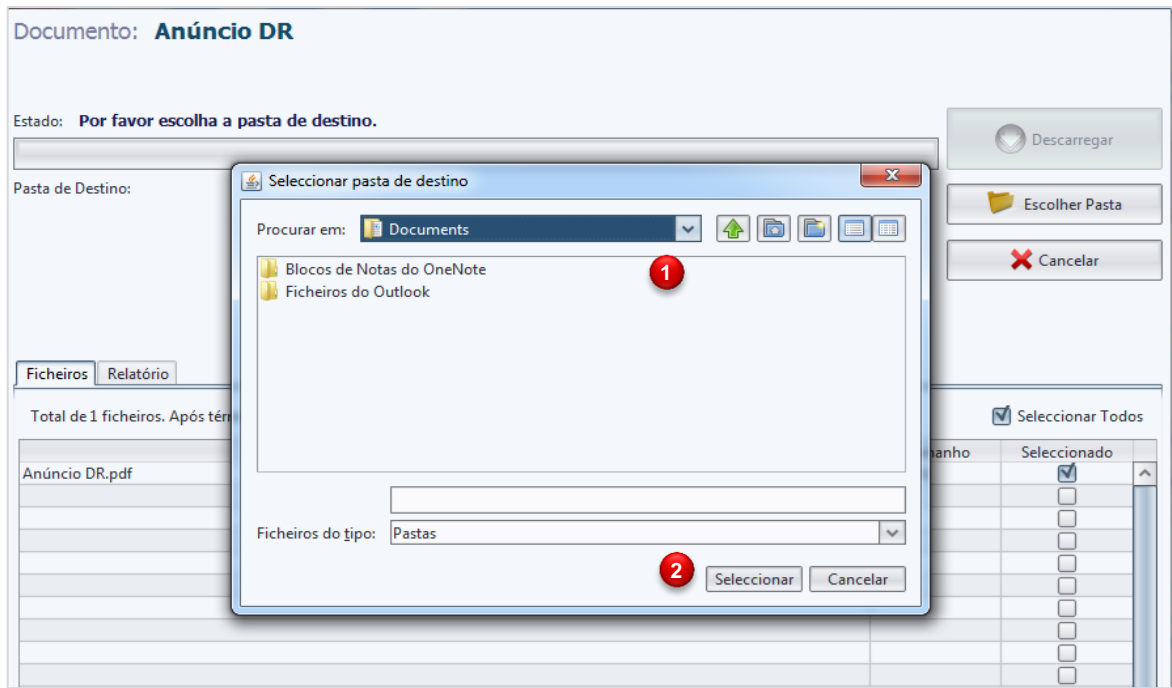 Documento: Anúncio DR
Estado: Por favor escolha a pasta de destino.
Descarregar
Pasta de Destino:
Escolher Pasta
Cancelar
Seleccionar pasta de destino
Procurar em: Documents
1
Blocos de Notas do OneNote
Ficheiros do Outlook
Ficheiros do tipo: Pastas
2
Seleccionar
Cancelar
Ficheiros
Relatório
Total de 1 ficheiros. Após
Seleccionar Todos
Seleccionado
Anúncio DR.pdf